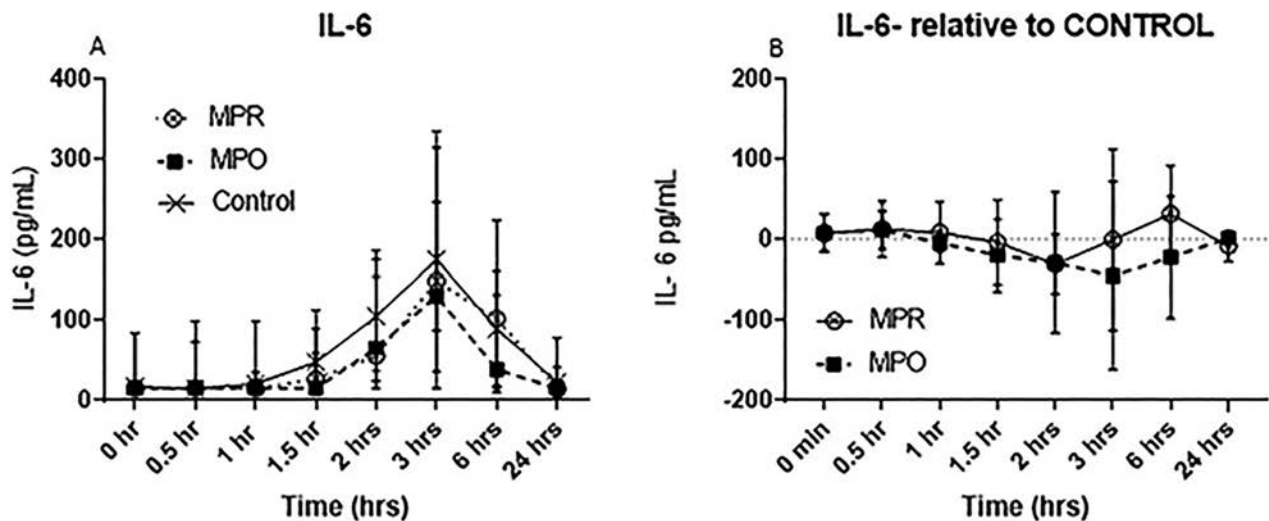 A
IL-6
IL-6 (pg/mL)
400
300
200
100
0
MPR
MPO
Control
0 hr
0.5 hr
1 hr
1.5 hr
2 hrs
3 hrs
6 hrs
24 hrs
Time (hrs)
B
IL-6- relative to CONTROL
IL- 6 pg/mL
200
100
0
-100
-200
MPR
MPO
0 min
0.5 hr
1 hr
1.5 hr
2 hrs
3 hrs
6 hrs
24 hrs
Time (hrs)